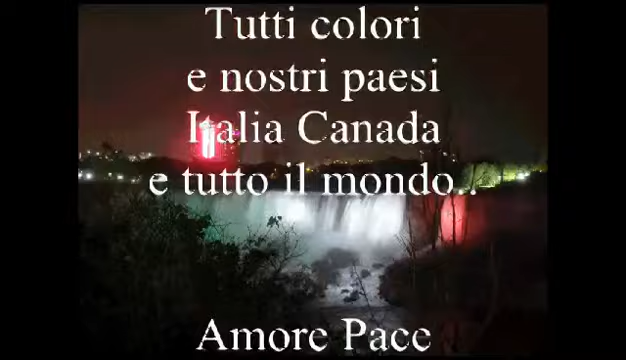 Tutti colori
e nostri paesi
Italia Canada
e tutto il mondo..
Amore Pace